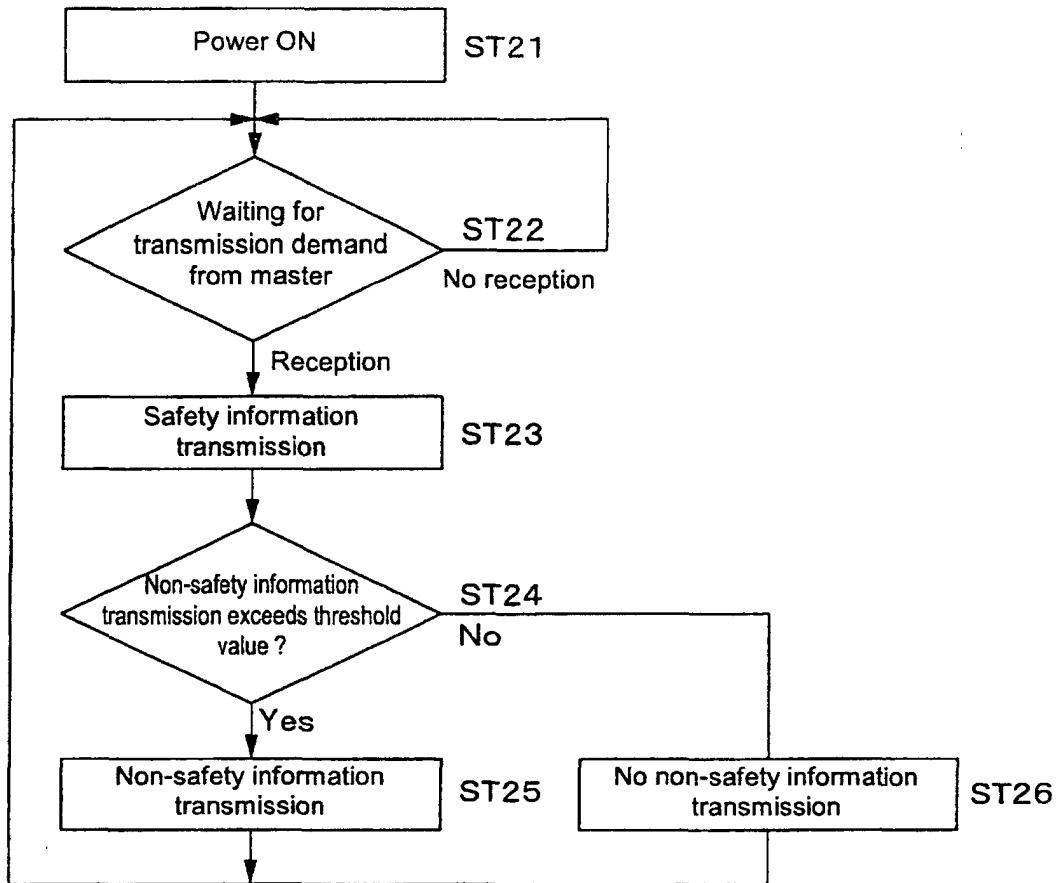 Power ON
ST21
Waiting for
transmission demand
from master
ST22
No reception
Reception
Safety information
transmission
ST23
Non-safety information
transmission exceeds threshold
value ?
ST24
No
Yes
Non-safety information
transmission
ST25
No non-safety information
transmission
ST26